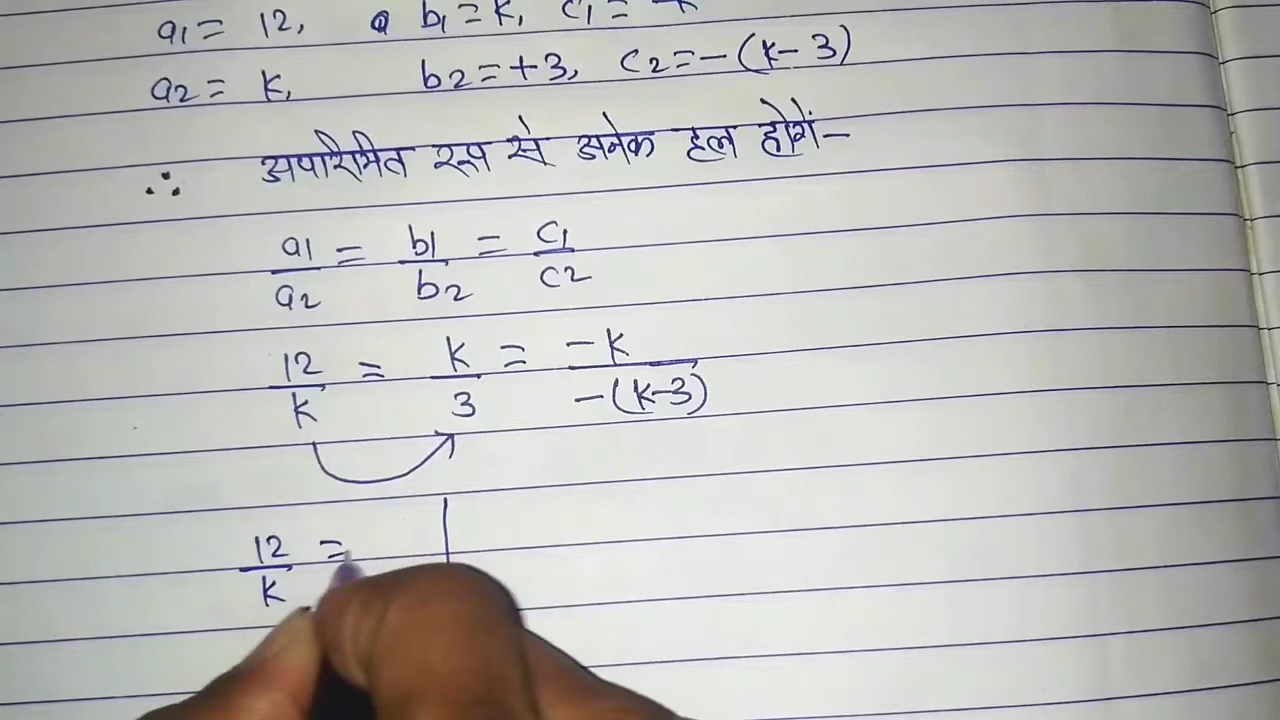 a1 = 12, b1 = k, c1 = -k
a2 = k, b2 = +3, c2 = -(k-3)
∴ अपरिमित रूप से अनेक हल होगें-
a1/a2 = b1/b2 = c1/c2
12/k = k/3 = -k/-(k-3)
12/k =